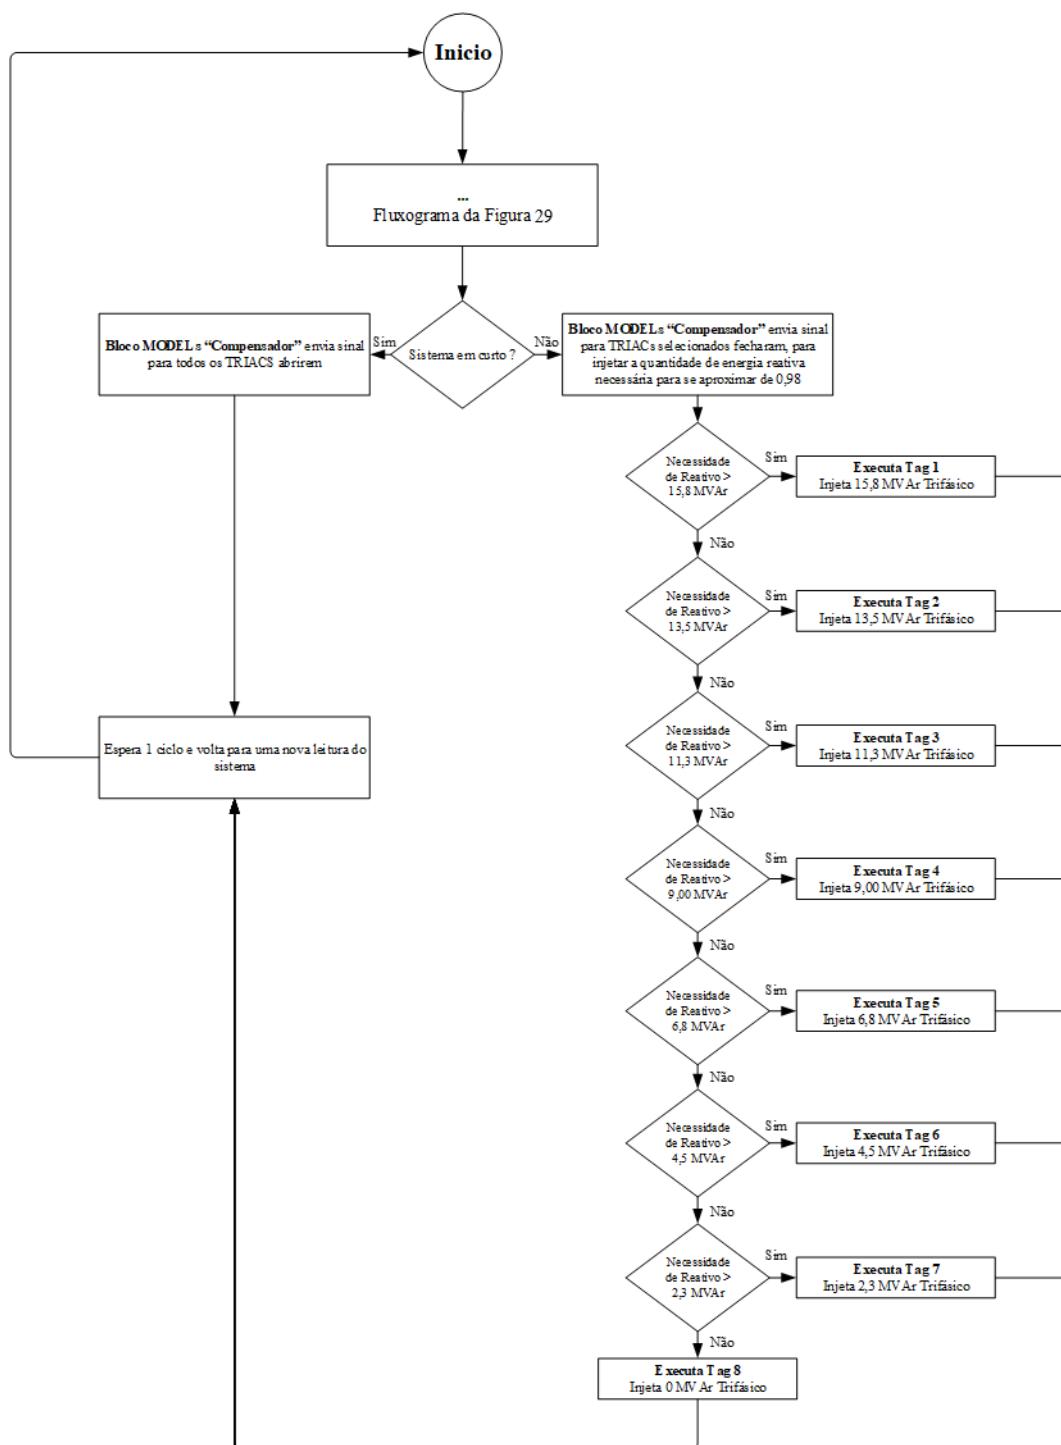 Inicio
...
Fluxograma da Figura 29
Sistema em curto ?
Sim
Não
Bloco MODELs “Compensador” envia sinal
para todos os TRIACS abrirem
Bloco MODELs “Compensador” envia sinal
para TRIACs selecionados fecharam, para
injetar a quantidade de energia reativa
necessária para se aproximar de 0,98
Necessidade
de Reativo >
15,8 MVAr
Sim
Executa Tag 1
Injeta 15,8 MVAr Trifásico
Não
Necessidade
de Reativo >
13,5 MVAr
Sim
Executa Tag 2
Injeta 13,5 MVAr Trifásico
Não
Espera 1 ciclo e volta para uma nova leitura do
sistema
Necessidade
de Reativo >
11,3 MVAr
Sim
Executa Tag 3
Injeta 11,3 MVAr Trifásico
Não
Necessidade
de Reativo >
9,00 MVAr
Sim
Executa Tag 4
Injeta 9,00 MVAr Trifásico
Não
Necessidade
de Reativo >
6,8 MVAr
Sim
Executa Tag 5
Injeta 6,8 MVAr Trifásico
Não
Necessidade
de Reativo >
4,5 MVAr
Sim
Executa Tag 6
Injeta 4,5 MVAr Trifásico
Não
Necessidade
de Reativo >
2,3 MVAr
Sim
Executa Tag 7
Injeta 2,3 MVAr Trifásico
Não
Executa Tag 8
Injeta 0 MVAr Trifásico